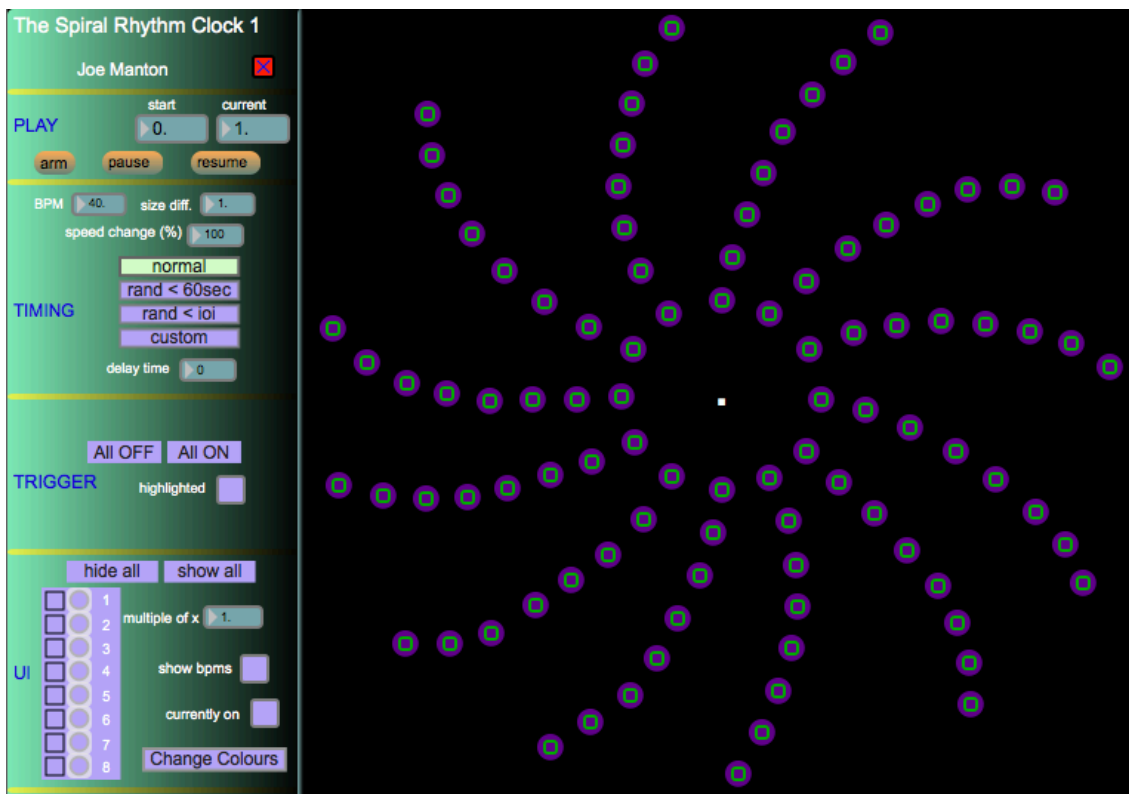 The Spiral Rhythm Clock 1
Joe Manton
start current
PLAY 0. 1.
arm pause resume
BPM 40. size diff. 1.
speed change (%) 100
normal
rand < 60sec
TIMING rand < ioi
custom
delay time 0
All OFF All ON
TRIGGER highlighted
hide all show all
1
multiple of x 1.
2
3
UI 4 show bpms
5
6 currently on
7
Change Colours
8